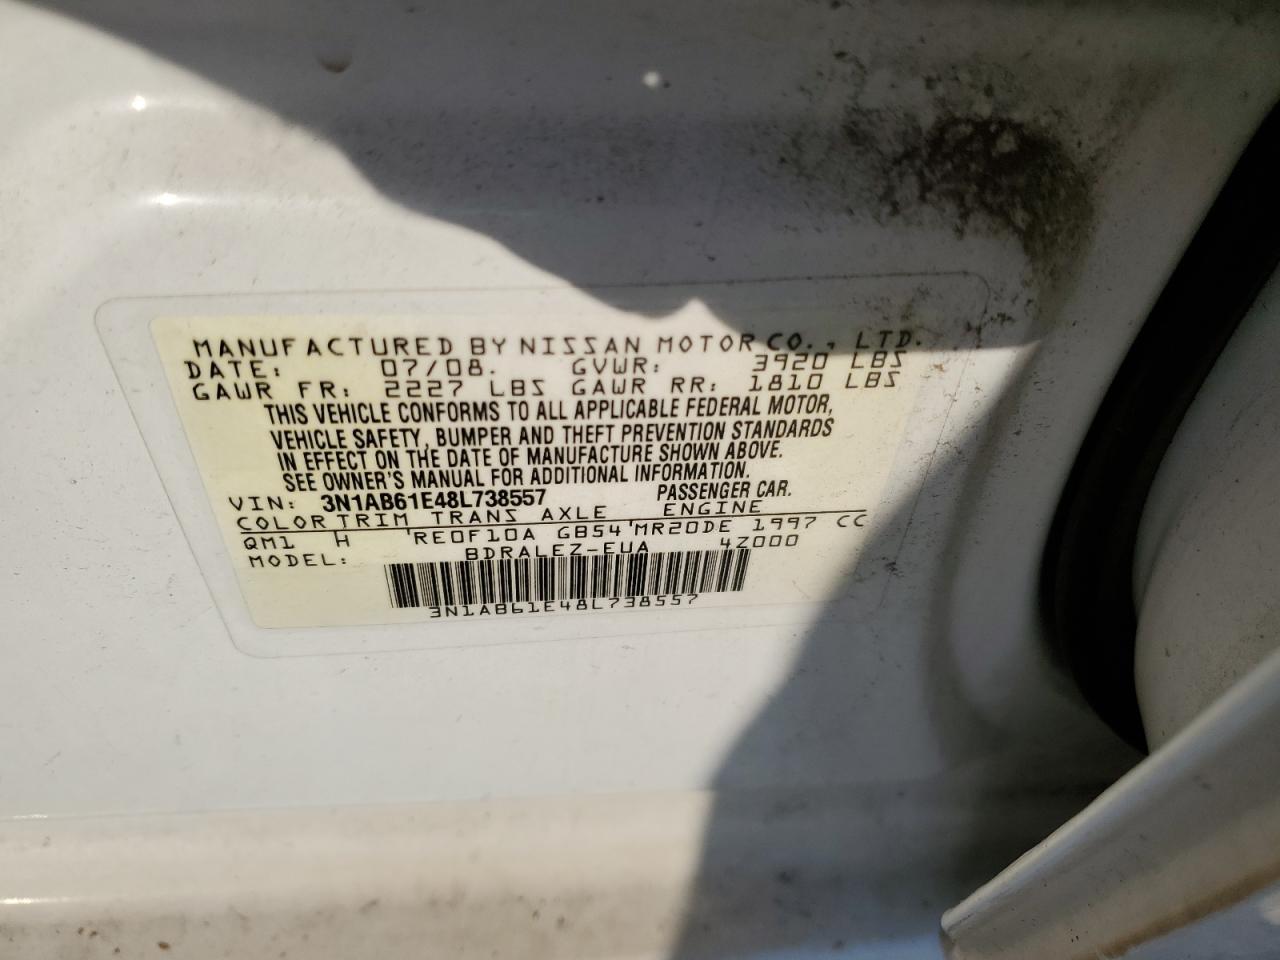 MANUFACTURED BY NISSAN MOTOR CO., LTD.
DATE: 07/08. GVWR: 3920 LBS
GAWR FR: 2227 LBS GAWR RR: 1810 LBS
THIS VEHICLE CONFORMS TO ALL APPLICABLE FEDERAL MOTOR,
VEHICLE SAFETY, BUMPER AND THEFT PREVENTION STANDARDS
IN EFFECT ON THE DATE OF MANUFACTURE SHOWN ABOVE.
SEE OWNER'S MANUAL FOR ADDITIONAL INFORMATION.
VIN: 3N1AB61E48L738557 PASSENGER CAR.
COLOR TRIM TRANS AXLE ENGINE
QM1 H 'RE0F10A GB54 'MR20DE 1997 CC
MODEL: BDRALEZ-EUA 4Z000
3N1AB61E48L738557